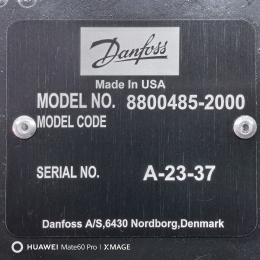 Danfoss
Made In USA
MODEL NO. 8800485-2000
MODEL CODE
SERIAL NO. A-23-37
Danfoss A/S,6430 Nordborg,Denmark
HUAWEI Mate60 Pro | XMAGE